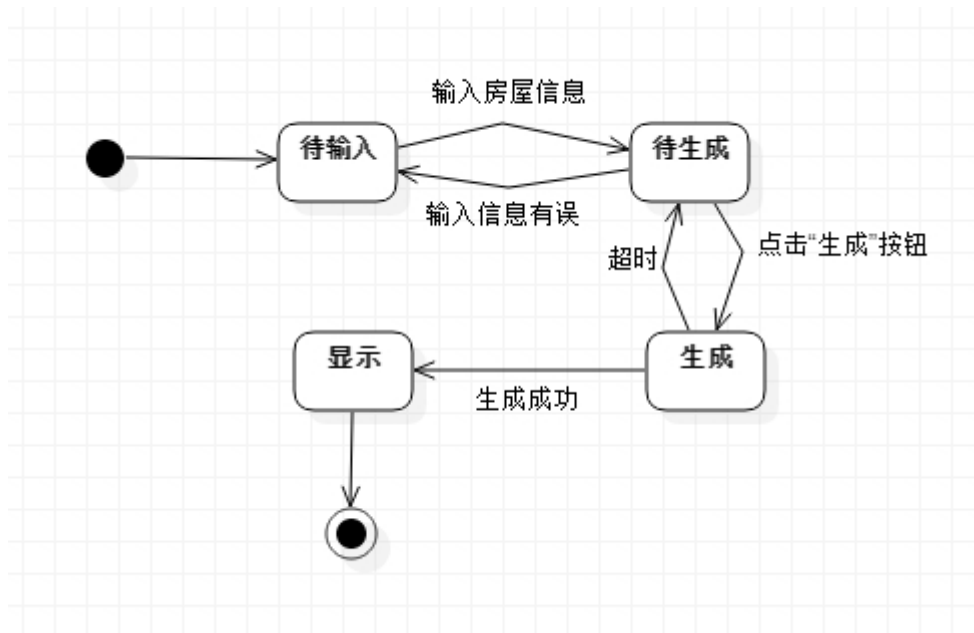 输入房屋信息
待输入
待生成
输入信息有误
超时
点击“生成”按钮
显示
生成
生成成功